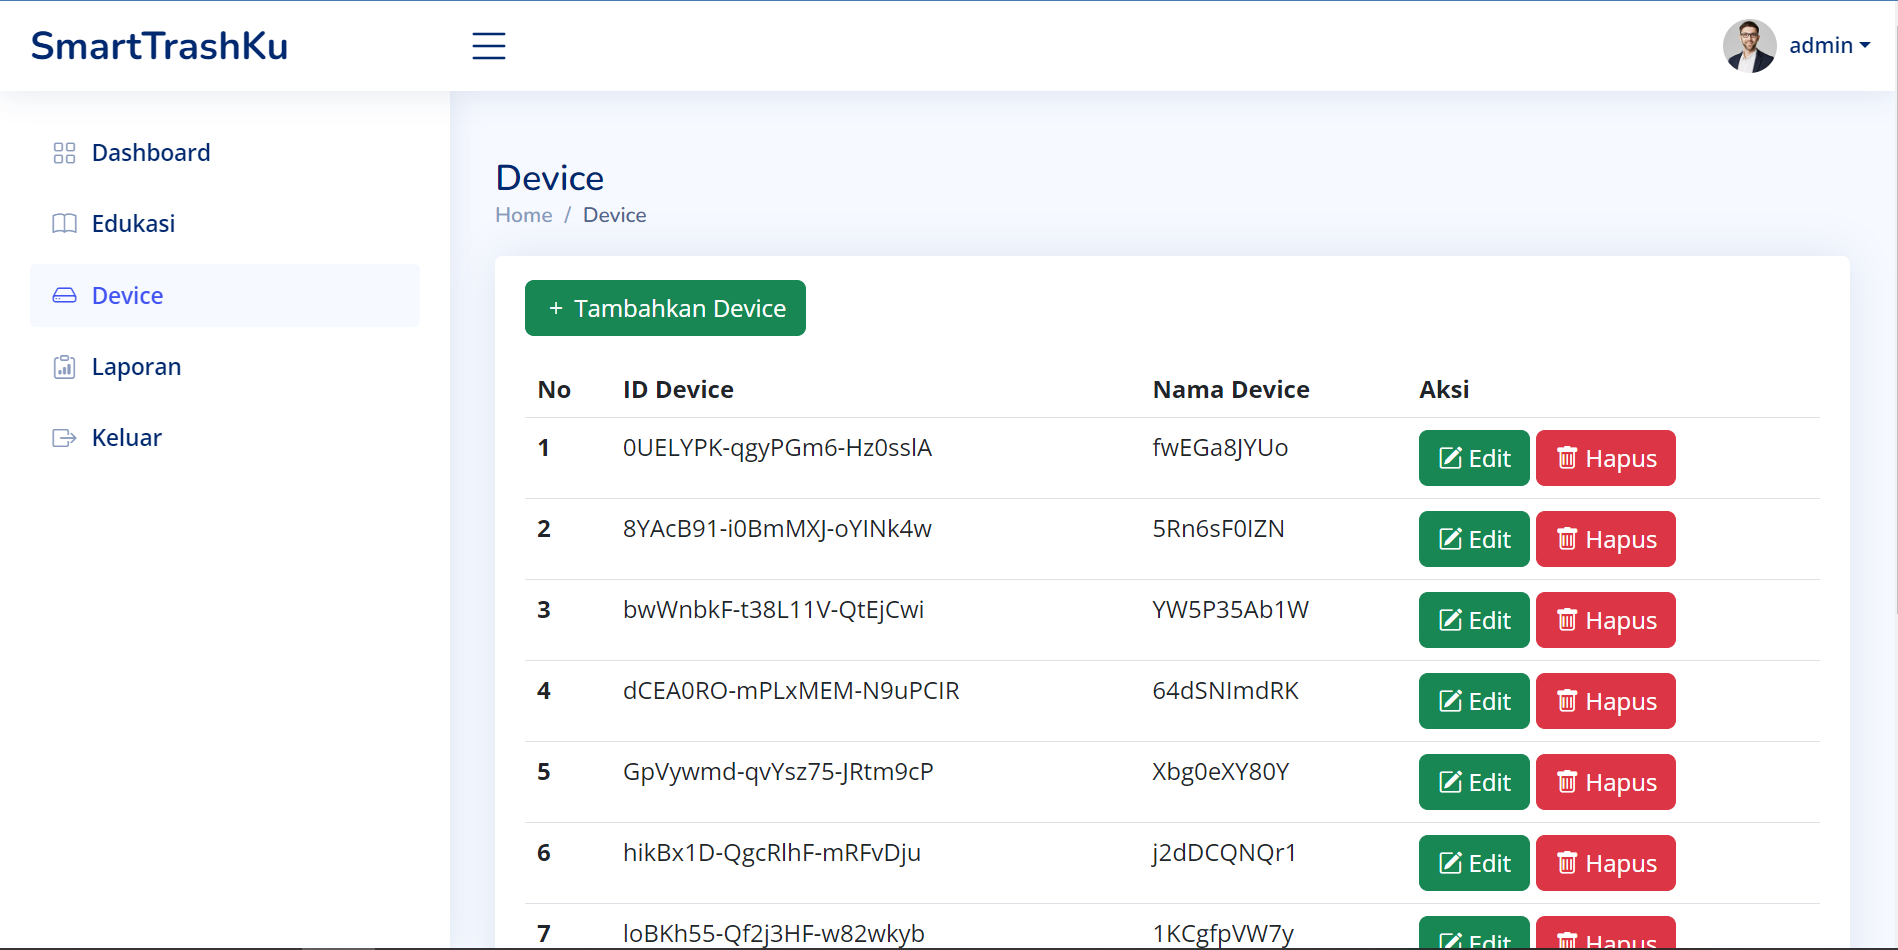 SmartTrashKu
admin
Dashboard
Edukasi
Device
Laporan
Keluar
Device
Home / Device
+ Tambahkan Device
No ID Device Nama Device Aksi
1 0UELYPK-qgyPGm6-Hz0sslA fwEGa8JYUo Edit Hapus
2 8YAcB91-i0BmMXJ-oYINk4w 5Rn6sF0IZN Edit Hapus
3 bwWnbkF-t38L11V-QtEjCwi YW5P35Ab1W Edit Hapus
4 dCEA0RO-mPLxMEM-N9uPCIR 64dSNImdRK Edit Hapus
5 GpVywmd-qvYsz75-JRtm9cP Xbg0eXY80Y Edit Hapus
6 hikBx1D-QgcRlhF-mRFvDju j2dDCQNQr1 Edit Hapus
7 loBKh55-Qf2j3HF-w82wkyb 1KCgfpVW7y Edit Hapus